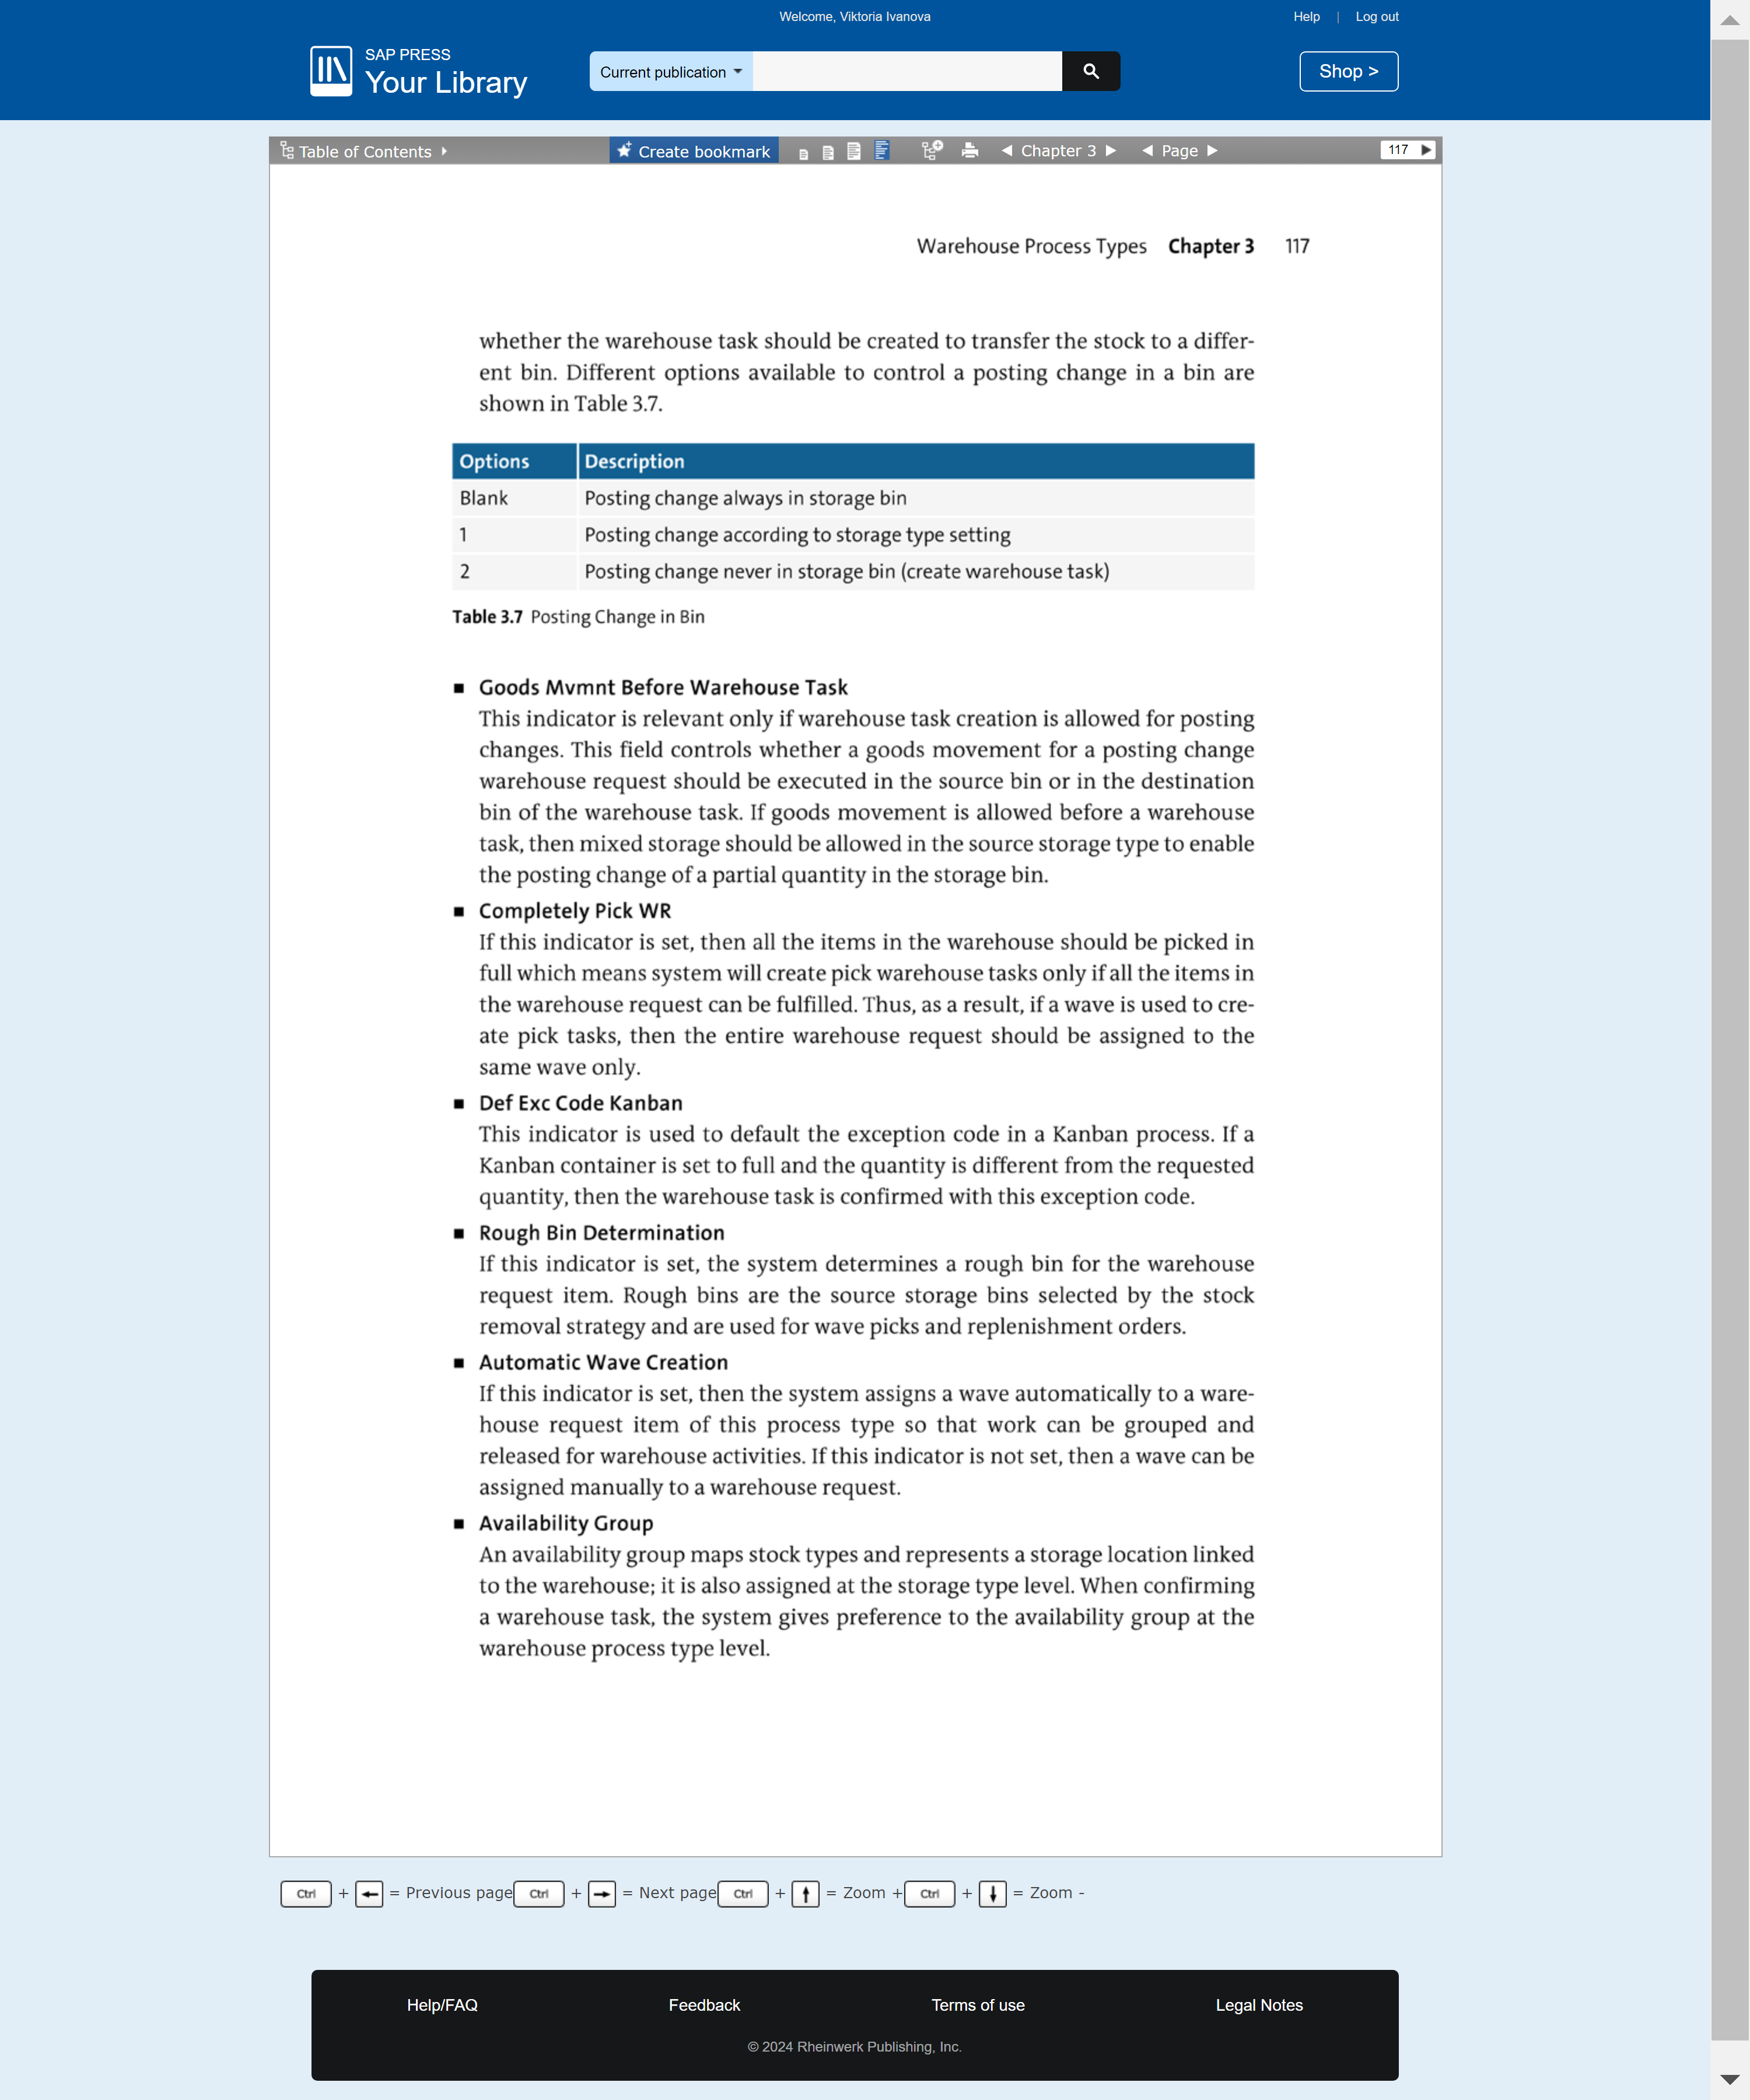 Welcome, Viktoria Ivanova
Help | Log out
SAP PRESS
Your Library
Current publication
Shop >
Table of Contents
Create bookmark
Chapter 3
Page
117
Warehouse Process Types Chapter 3 117
whether the warehouse task should be created to transfer the stock to a differ-
ent bin. Different options available to control a posting change in a bin are
shown in Table 3.7.
Options Description
Blank Posting change always in storage bin
1 Posting change according to storage type setting
2 Posting change never in storage bin (create warehouse task)
Table 3.7 Posting Change in Bin
■ Goods Mvmnt Before Warehouse Task
This indicator is relevant only if warehouse task creation is allowed for posting
changes. This field controls whether a goods movement for a posting change
warehouse request should be executed in the source bin or in the destination
bin of the warehouse task. If goods movement is allowed before a warehouse
task, then mixed storage should be allowed in the source storage type to enable
the posting change of a partial quantity in the storage bin.
■ Completely Pick WR
If this indicator is set, then all the items in the warehouse should be picked in
full which means system will create pick warehouse tasks only if all the items in
the warehouse request can be fulfilled. Thus, as a result, if a wave is used to cre-
ate pick tasks, then the entire warehouse request should be assigned to the
same wave only.
■ Def Exc Code Kanban
This indicator is used to default the exception code in a Kanban process. If a
Kanban container is set to full and the quantity is different from the requested
quantity, then the warehouse task is confirmed with this exception code.
■ Rough Bin Determination
If this indicator is set, the system determines a rough bin for the warehouse
request item. Rough bins are the source storage bins selected by the stock
removal strategy and are used for wave picks and replenishment orders.
■ Automatic Wave Creation
If this indicator is set, then the system assigns a wave automatically to a ware-
house request item of this process type so that work can be grouped and
released for warehouse activities. If this indicator is not set, then a wave can be
assigned manually to a warehouse request.
■ Availability Group
An availability group maps stock types and represents a storage location linked
to the warehouse; it is also assigned at the storage type level. When confirming
a warehouse task, the system gives preference to the availability group at the
warehouse process type level.
Ctrl + ← = Previous page Ctrl + → = Next page Ctrl + ↑ = Zoom + Ctrl + ↓ = Zoom -
Help/FAQ Feedback Terms of use Legal Notes
© 2024 Rheinwerk Publishing, Inc.